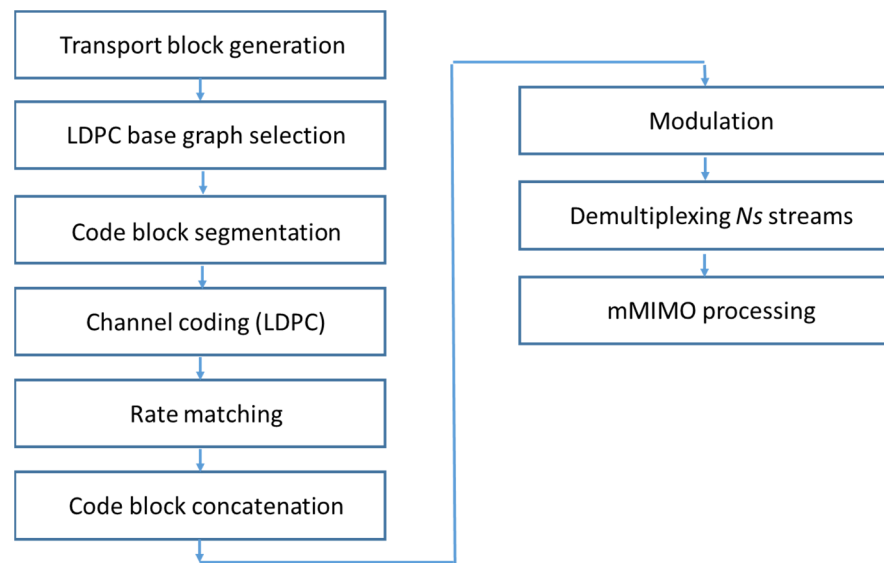 Transport block generation
LDPC base graph selection
Code block segmentation
Channel coding (LDPC)
Rate matching
Code block concatenation
Modulation
Demultiplexing Ns streams
mMIMO processing